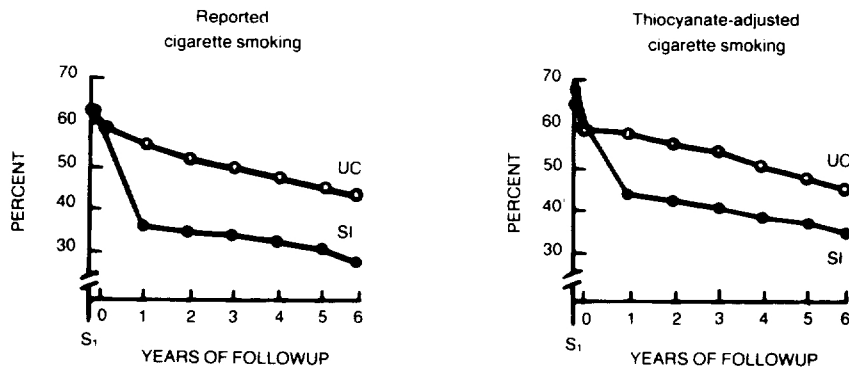 Reported
cigarette smoking
70
60
50
40
30
PERCENT
UC
SI
0 1 2 3 4 5 6
S₁
YEARS OF FOLLOWUP
Thiocyanate-adjusted
cigarette smoking
70
60
50
40
30
PERCENT
UC
SI
0 1 2 3 4 5 6
S₁
YEARS OF FOLLOWUP